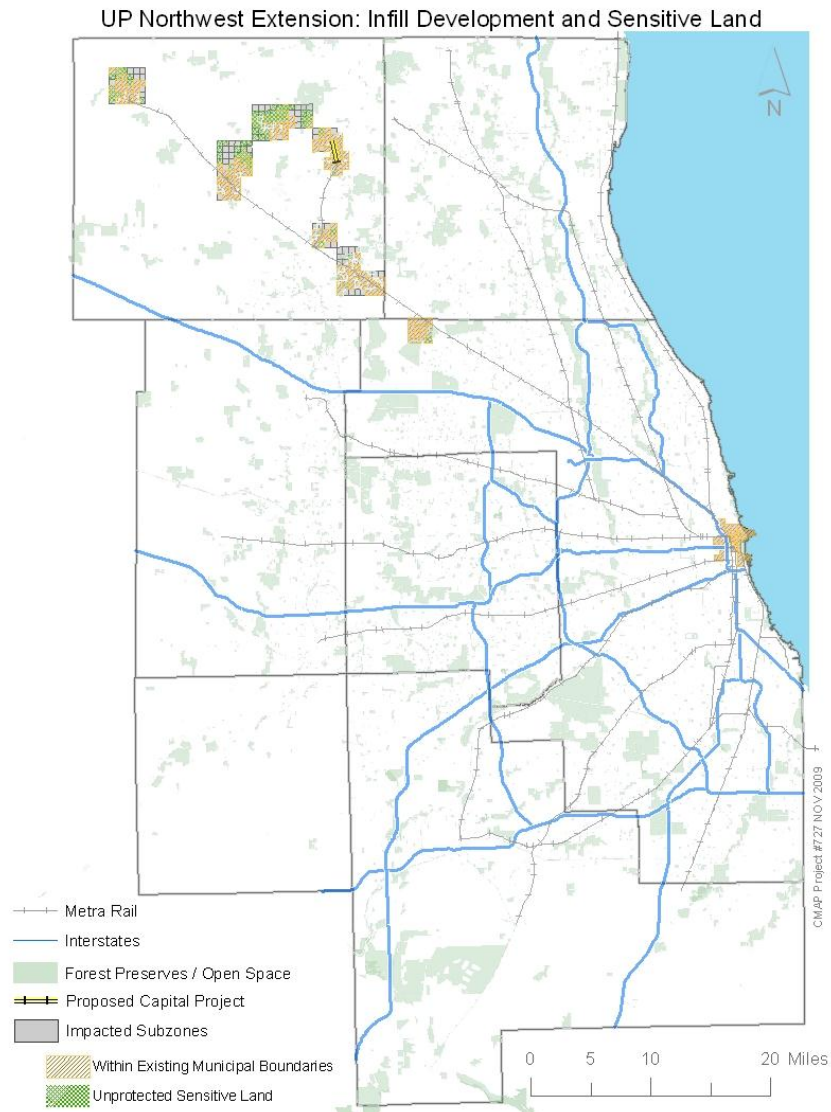 UP Northwest Extension: Infill Development and Sensitive Land
N
CMAP Project #727 NOV 2009
Metra Rail
Interstates
Forest Preserves / Open Space
Proposed Capital Project
Impacted Subzones
Within Existing Municipal Boundaries
Unprotected Sensitive Land
0 5 10 20 Miles